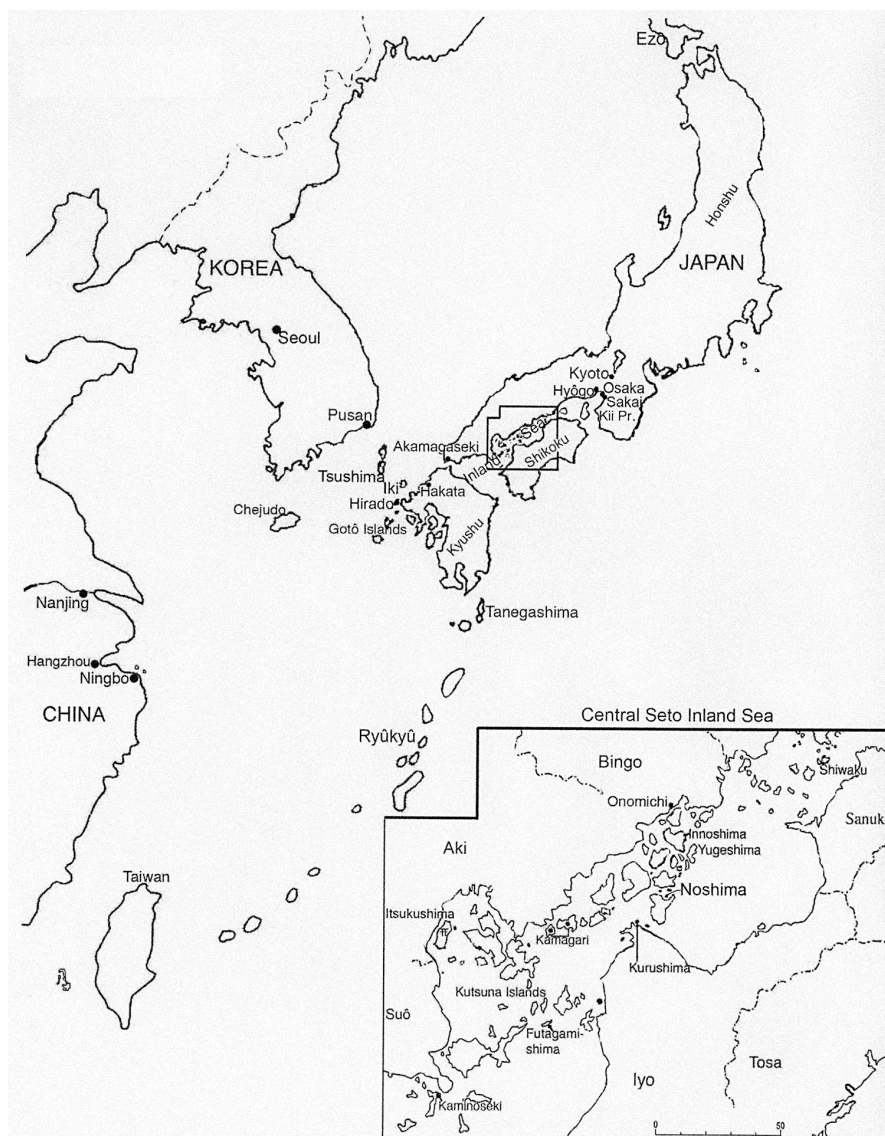 Ezo
Honshu
KOREA
JAPAN
Seoul
Kyoto
Hyôgo
Osaka
Sakai
Kii Pr.
Pusan
Akamagaseki
Inland Sea
Shikoku
Tsushima
Iki
Hakata
Hirado
Chejudo
Gotô Islands
Kyushu
Nanjing
Tanegashima
Hangzhou
Ningbo
CHINA
Ryûkyû
Taiwan
Central Seto Inland Sea
Bingo
Shiwaku
Onomichi
Sanuk
Innoshima
Yugeshima
Aki
Noshima
Itsukushima
Kamagari
Kurushima
Kutsuna Islands
Suô
Futagami-
shima
Iyo
Tosa
Kaminoseki
0 50